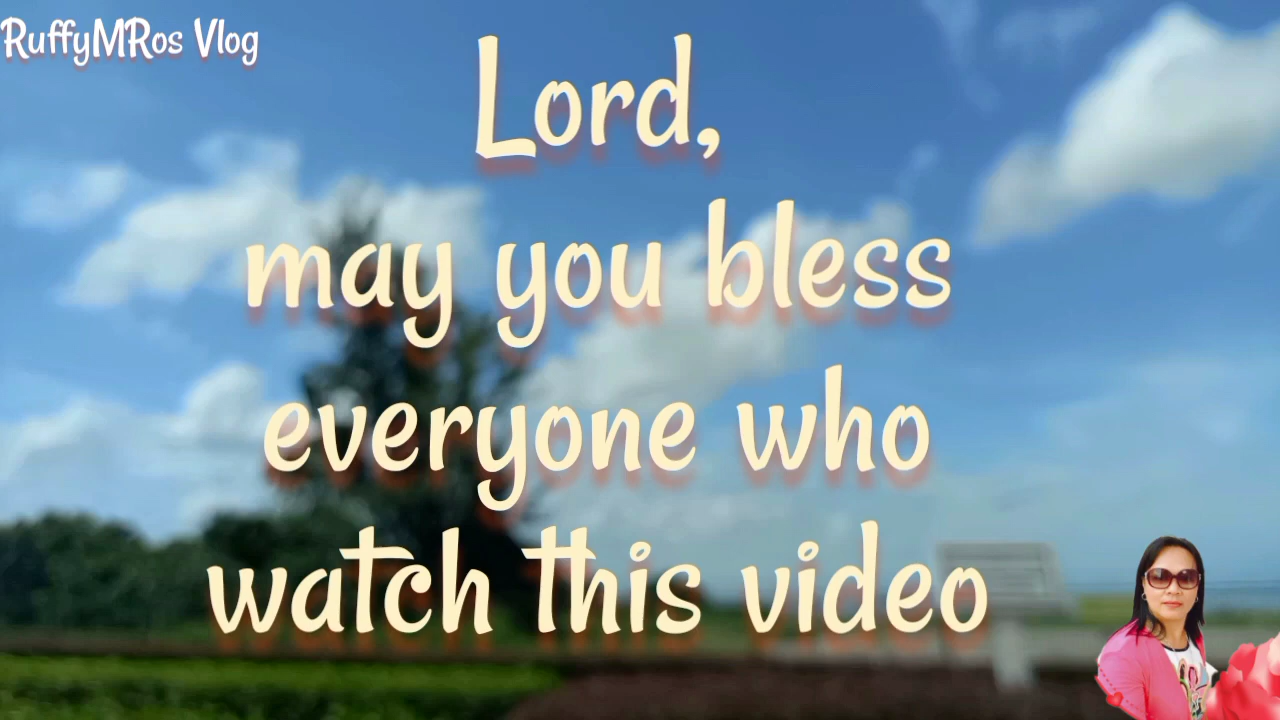 RuffyMRos Vlog
Lord,
may you bless
everyone who
watch this video